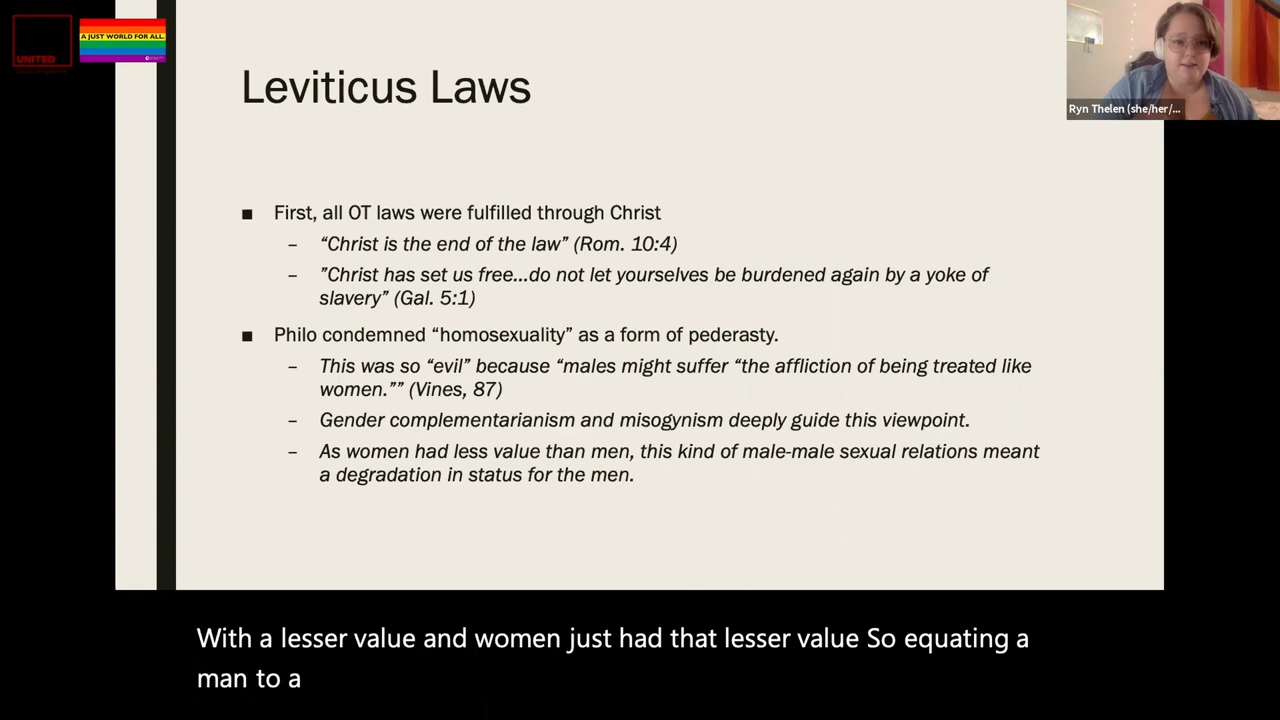 UNITED
A JUST WORLD FOR ALL.
Ryn Thelen (she/her/...
Leviticus Laws
■ First, all OT laws were fulfilled through Christ
– “Christ is the end of the law” (Rom. 10:4)
– ”Christ has set us free...do not let yourselves be burdened again by a yoke of
slavery” (Gal. 5:1)
■ Philo condemned “homosexuality” as a form of pederasty.
– This was so “evil” because “males might suffer “the affliction of being treated like
women.”” (Vines, 87)
– Gender complementarianism and misogynism deeply guide this viewpoint.
– As women had less value than men, this kind of male-male sexual relations meant
a degradation in status for the men.
With a lesser value and women just had that lesser value So equating a
man to a